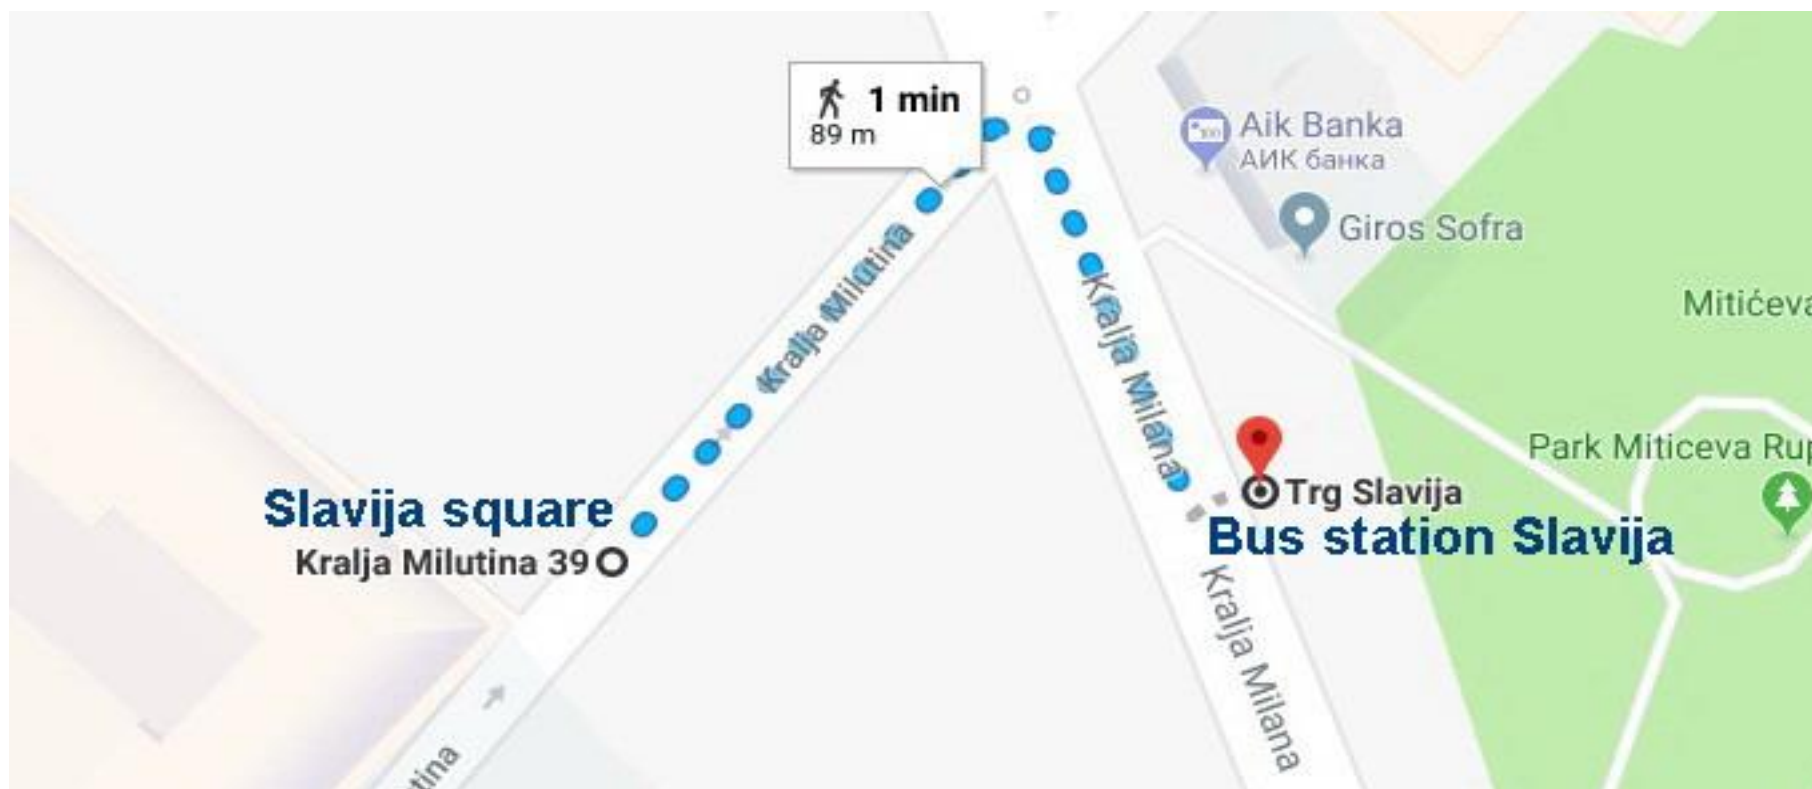 1 min
89 m
Aik Banka
АИК банка
Giros Sofra
Kralja Milutina
Mitićeva
Kralja Milana
Park Miticeva Rup
Slavija square
Kralja Milutina 39
Trg Slavija
Bus station Slavija
Kralja Milana
tina